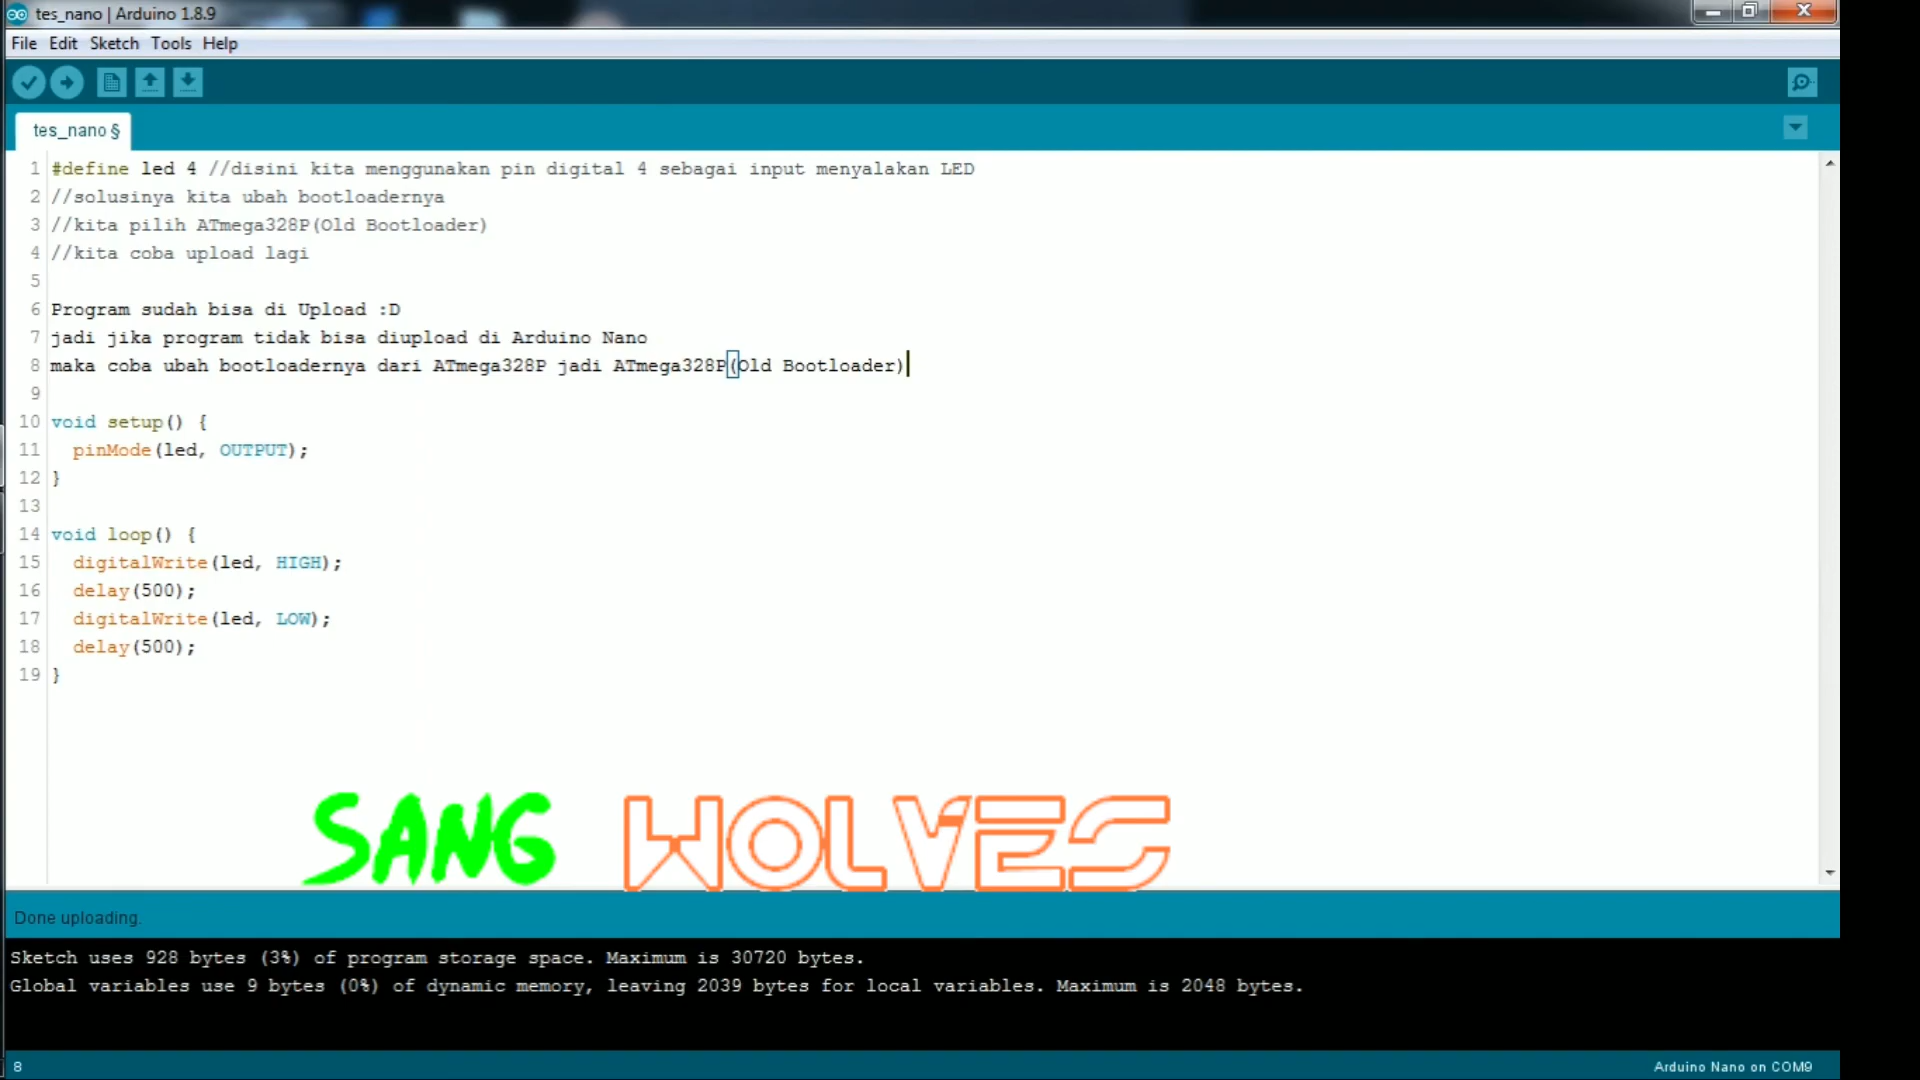 tes_nano | Arduino 1.8.9
File Edit Sketch Tools Help
tes_nano §
1 #define led 4 //disini kita menggunakan pin digital 4 sebagai input menyalakan LED
2 //solusinya kita ubah bootloadernya
3 //kita pilih ATmega328P(Old Bootloader)
4 //kita coba upload lagi
5
6 Program sudah bisa di Upload :D
7 jadi jika program tidak bisa diupload di Arduino Nano
8 maka coba ubah bootloadernya dari ATmega328P jadi ATmega328P(Old Bootloader)
9
10 void setup() {
11 pinMode(led, OUTPUT);
12 }
13
14 void loop() {
15 digitalWrite(led, HIGH);
16 delay(500);
17 digitalWrite(led, LOW);
18 delay(500);
19 }
SANG WOLVES
Done uploading.
Sketch uses 928 bytes (3%) of program storage space. Maximum is 30720 bytes.
Global variables use 9 bytes (0%) of dynamic memory, leaving 2039 bytes for local variables. Maximum is 2048 bytes.
8 Arduino Nano on COM9